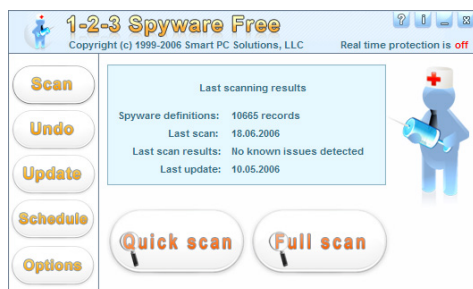 1-2-3 Spyware Free
Copyright (c) 1999-2006 Smart PC Solutions, LLC
Real time protection is off
Scan
Undo
Update
Schedule
Options
Last scanning results
Spyware definitions: 10665 records
Last scan: 18.06.2006
Last scan results: No known issues detected
Last update: 10.05.2006
Quick scan
Full scan